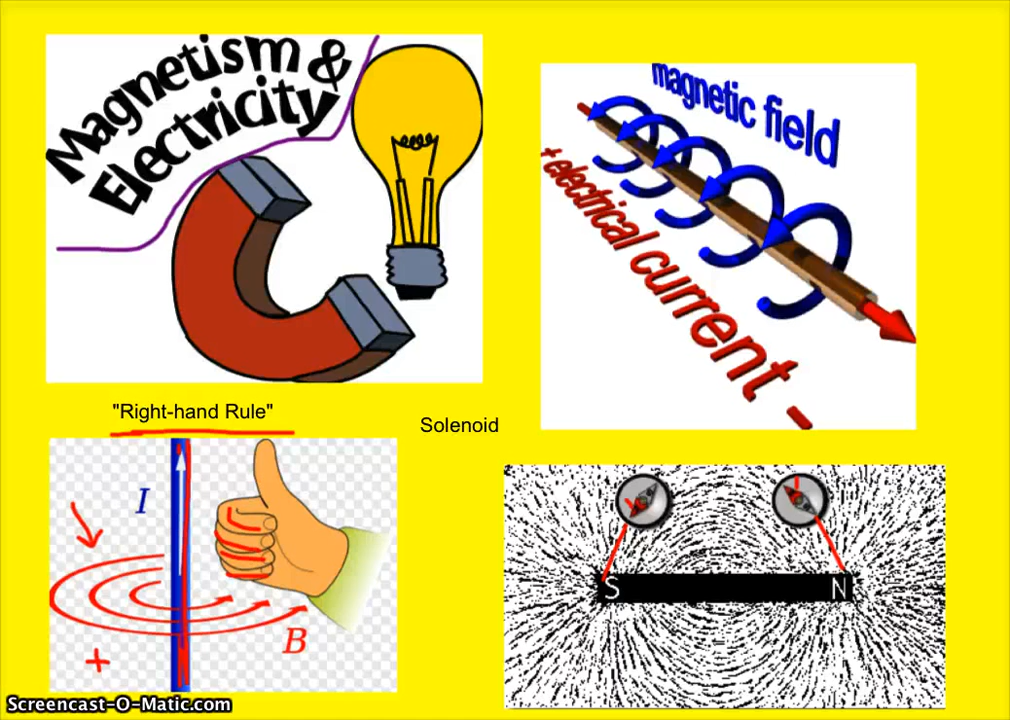 Magnetism &
Electricity
magnetic field
+ electrical current -
"Right-hand Rule"
Solenoid
I
B
+
S N
Screencast-O-Matic.com